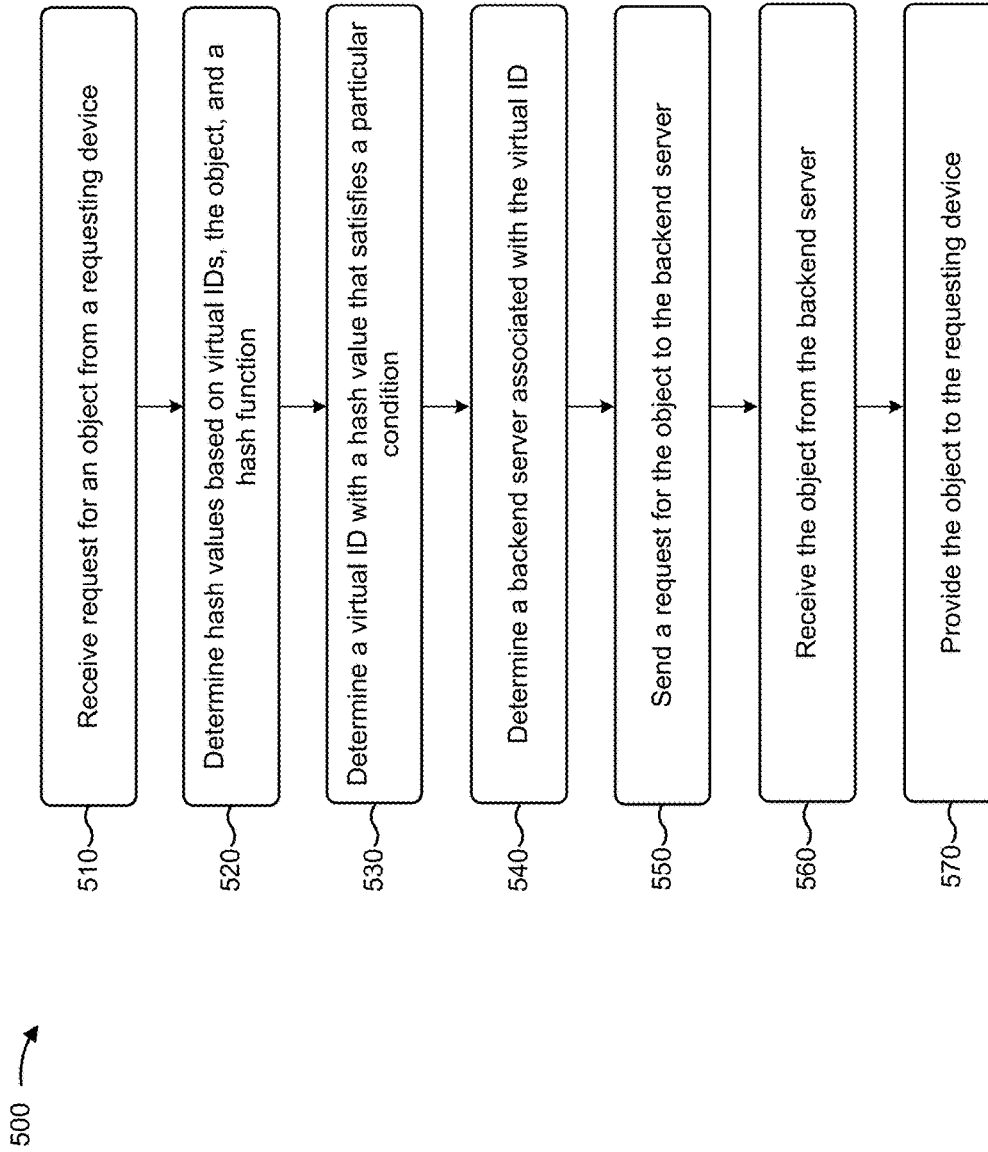 500
510
Receive request for an object from a requesting device
520
Determine hash values based on virtual IDs, the object, and a
hash function
530
Determine a virtual ID with a hash value that satisfies a particular
condition
540
Determine a backend server associated with the virtual ID
550
Send a request for the object to the backend server
560
Receive the object from the backend server
570
Provide the object to the requesting device